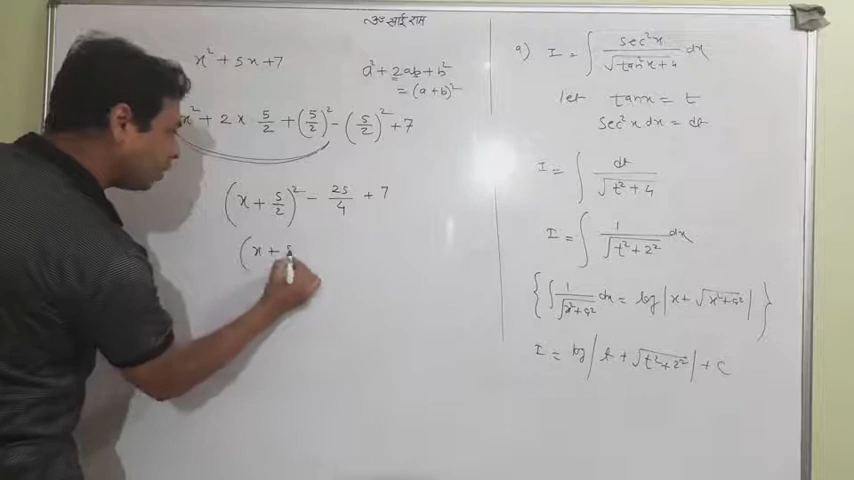 ॐ साईं राम
x² + 5x + 7
a² + 2ab + b²
= (a + b)²
x² + 2 x 5/2 + (5/2)² - (5/2)² + 7
(x + 5/2)² - 25/4 + 7
(x + 5
9) I = ∫ sec²x / √(tan²x + 4) dx
let tanx = t
sec²x dx = dt
I = ∫ dt / √(t² + 4)
I = ∫ 1 / √(t² + 2²) dx
{ ∫ 1 / √(x² + a²) dx = log | x + √(x² + a²) | }
I = log | t + √(t² + 2²) | + C